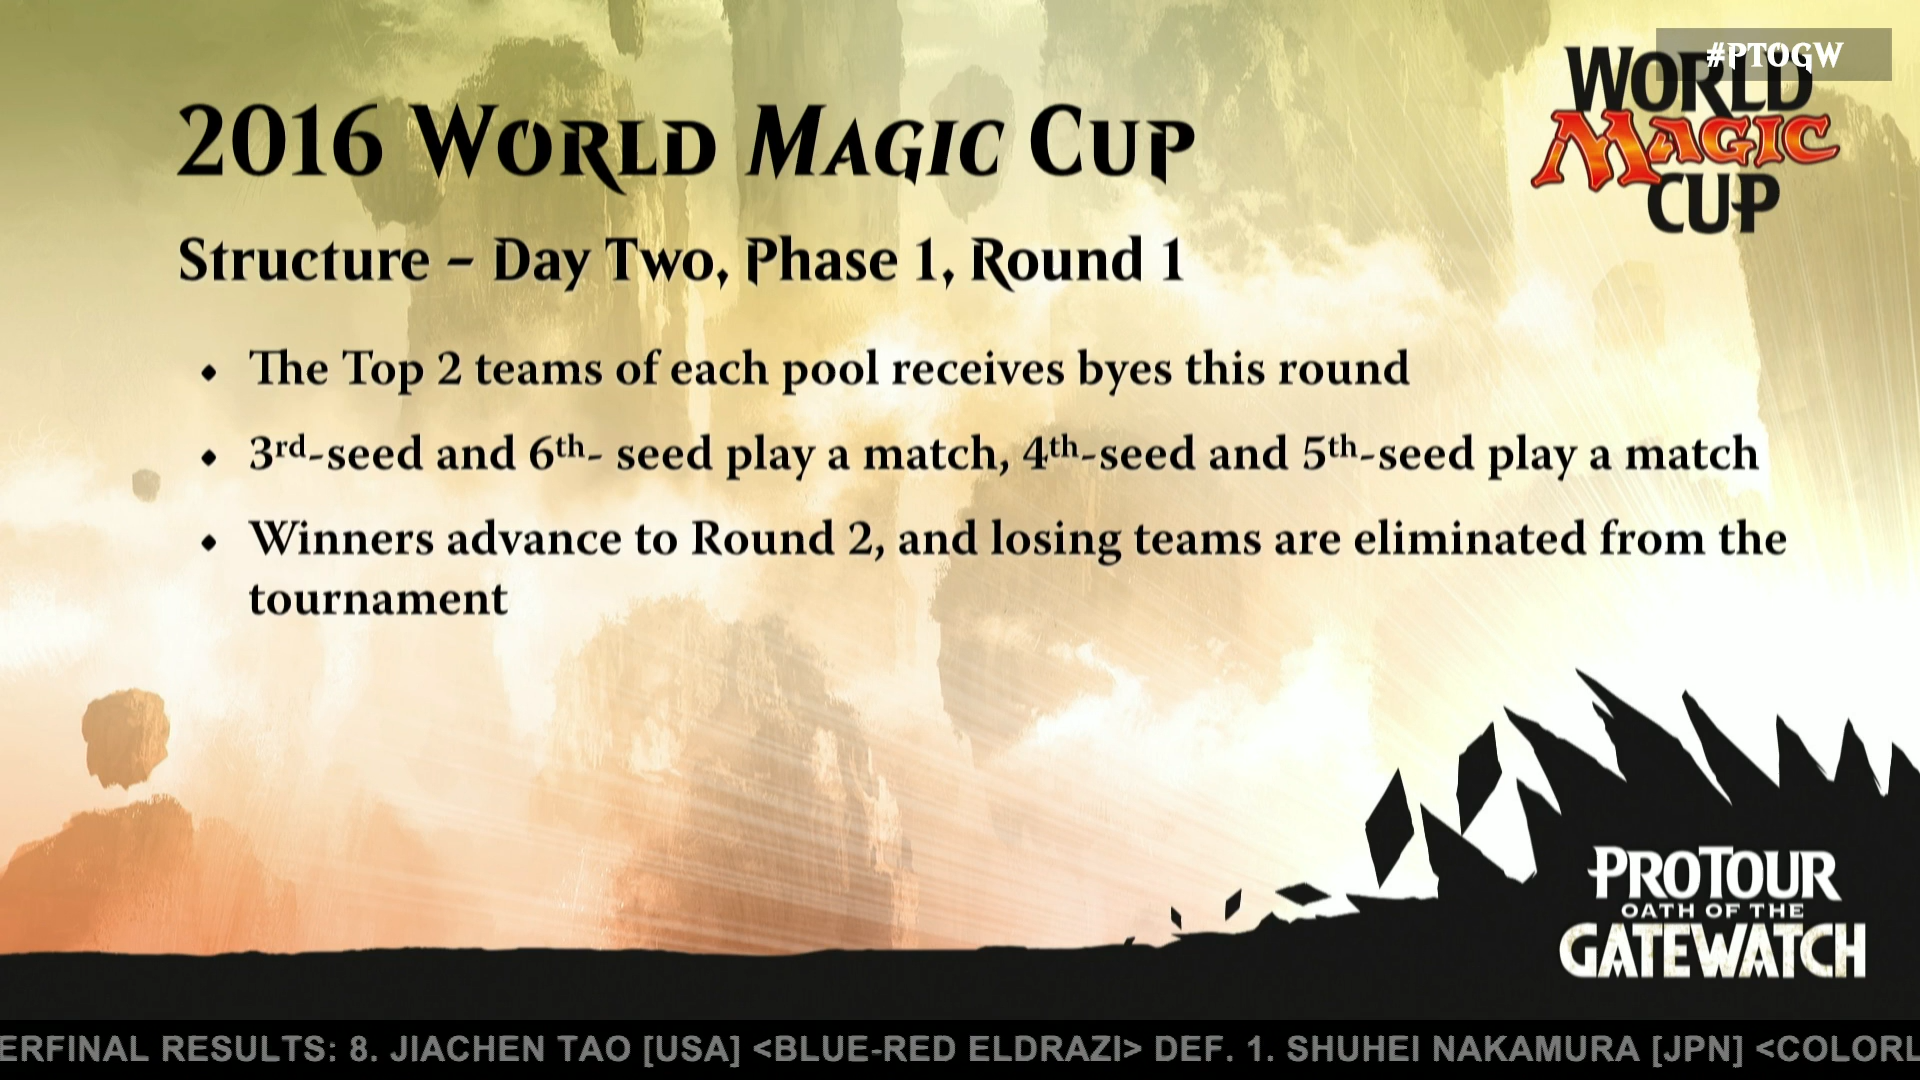 #PTOGW
WORLD
MAGIC
CUP
2016 WORLD MAGIC CUP
Structure – Day Two, Phase 1, Round 1
• The Top 2 teams of each pool receives byes this round
• 3rd-seed and 6th- seed play a match, 4th-seed and 5th-seed play a match
• Winners advance to Round 2, and losing teams are eliminated from the
tournament
PROTOUR
OATH OF THE
GATEWATCH
ERFINAL RESULTS: 8. JIACHEN TAO [USA] <BLUE-RED ELDRAZI> DEF. 1. SHUHEI NAKAMURA [JPN] <COLORL